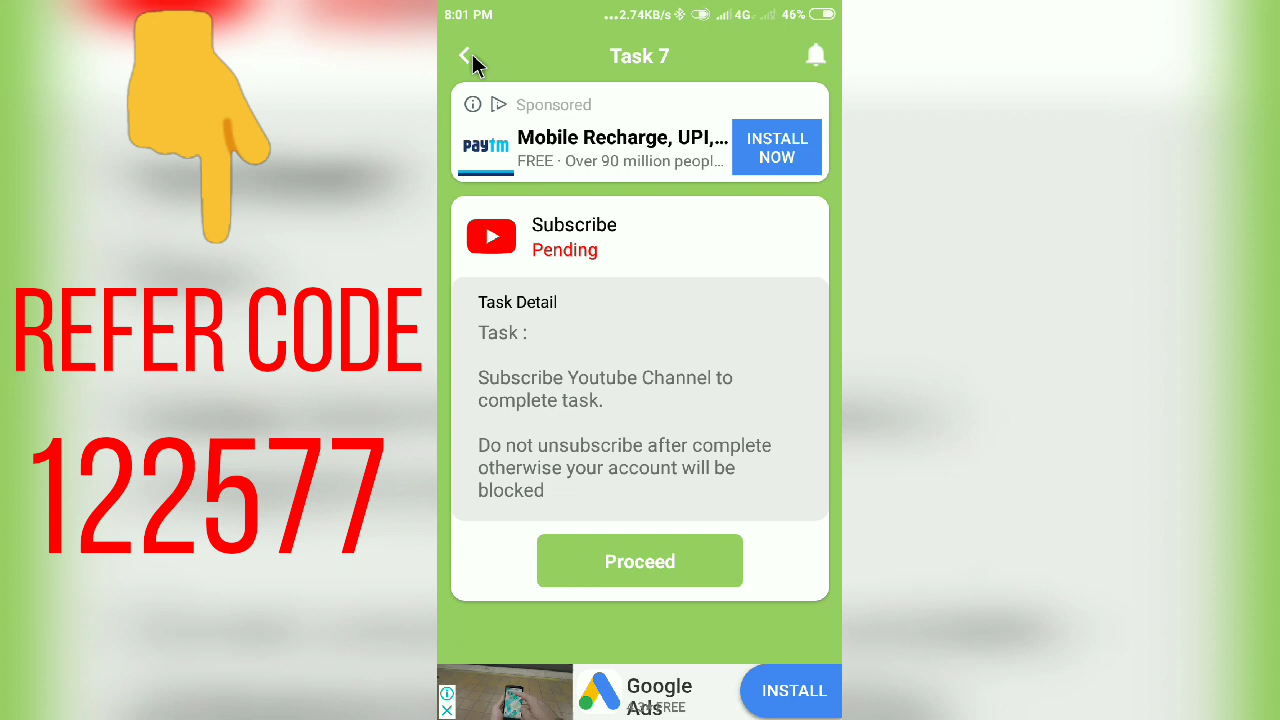 8:01 PM ...2.74KB/s 4G 46%
Task 7
Sponsored
paytm
Mobile Recharge, UPI,...
FREE · Over 90 million peopl...
INSTALL
NOW
Subscribe
Pending
Task Detail
Task :
Subscribe Youtube Channel to
complete task.
Do not unsubscribe after complete
otherwise your account will be
blocked
Proceed
REFER CODE
122577
Google
Ads
FREE
INSTALL